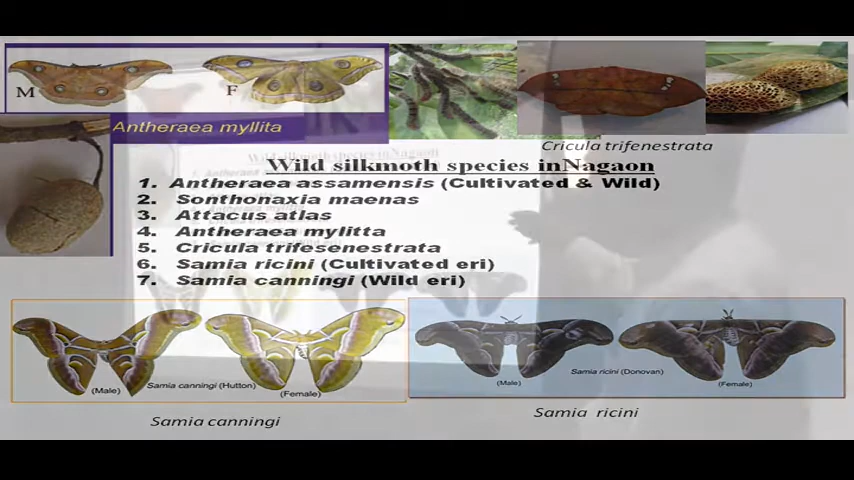 M
F
Antheraea myllita
Cricula trifenestrata
Wild silkmoth species inNagaon
1. Antheraea assamensis (Cultivated & Wild)
2. Sonthonaxia maenas
3. Attacus atlas
4. Antheraea mylitta
5. Cricula trifesenestrata
6. Samia ricini (Cultivated eri)
7. Samia canningi (Wild eri)
(Male)
Samia canningi (Hutton)
(Female)
(Male)
Samia ricini (Donovan)
(Female)
Samia canningi
Samia ricini